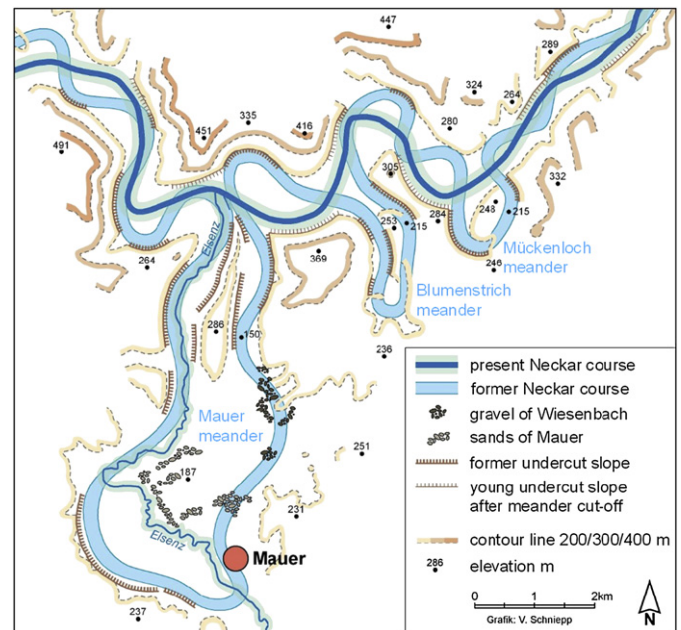 447
289
324
264
335
451
416
280
491
305
332
248
215
284
253
215
Mückenloch
meander
246
Elsenz
264
369
Blumenstrich
meander
286
150
236
Mauer
meander
187
251
231
Elsenz
Mauer
237
present Neckar course
former Neckar course
gravel of Wiesenbach
sands of Mauer
former undercut slope
young undercut slope
after meander cut-off
contour line 200/300/400 m
286
elevation m
0 1 2km
Grafik: V. Schniepp
N